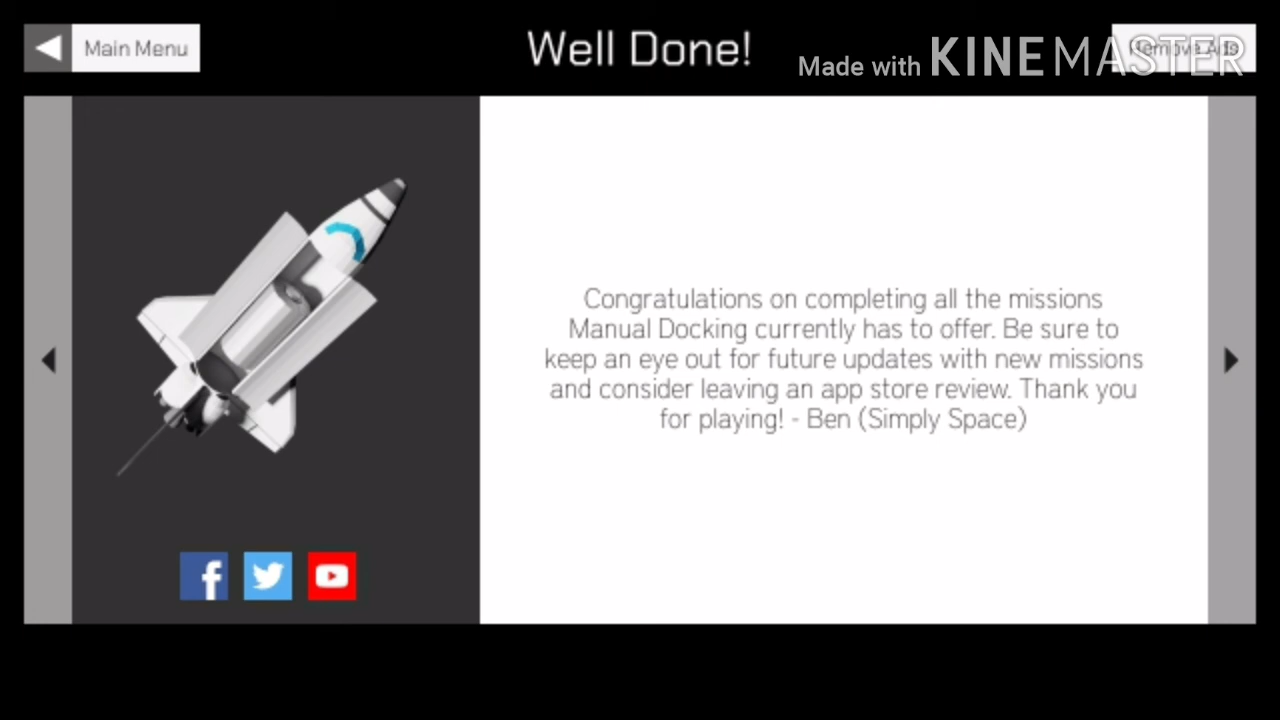 Main Menu
Well Done!
Made with KINEMASTER
Remove Ads
Congratulations on completing all the missions
Manual Docking currently has to offer. Be sure to
keep an eye out for future updates with new missions
and consider leaving an app store review. Thank you
for playing! - Ben (Simply Space)